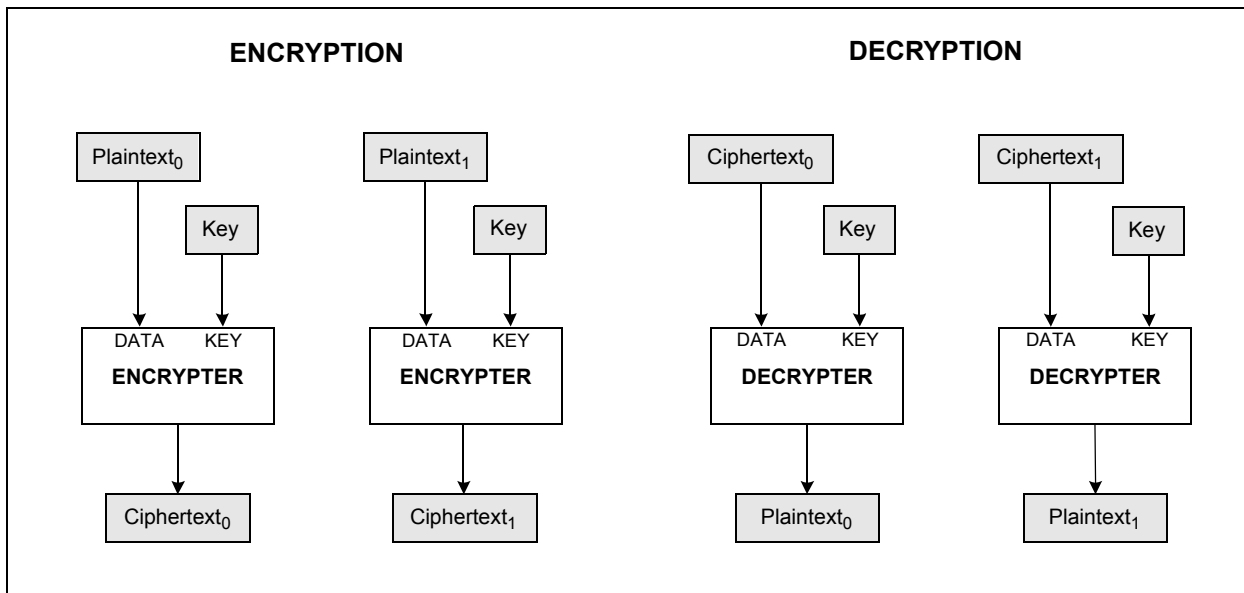 ENCRYPTION
Plaintext₀
Plaintext₁
Key
Key
DATA KEY
ENCRYPTER
DATA KEY
ENCRYPTER
Ciphertext₀
Ciphertext₁
DECRYPTION
Ciphertext₀
Ciphertext₁
Key
Key
DATA KEY
DECRYPTER
DATA KEY
DECRYPTER
Plaintext₀
Plaintext₁